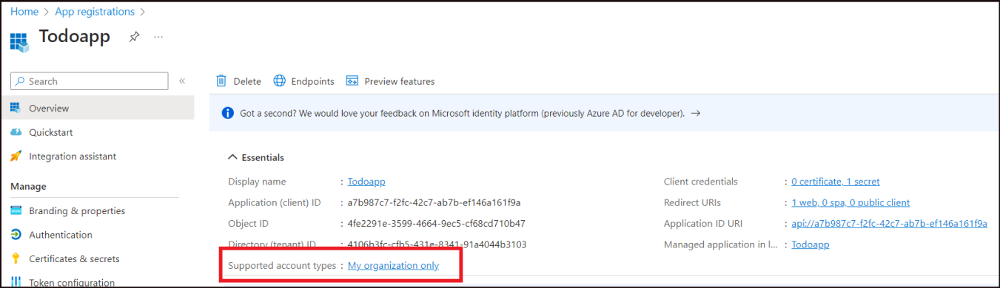 Home > App registrations >
Todoapp
Search
Overview
Quickstart
Integration assistant
Manage
Branding & properties
Authentication
Certificates & secrets
Token configuration
Delete Endpoints Preview features
Got a second? We would love your feedback on Microsoft identity platform (previously Azure AD for developer). →
Essentials
Display name : Todoapp
Application (client) ID : a7b987c7-f2fc-42c7-ab7b-ef146a161f9a
Object ID : 4fe2291e-3599-4664-9ec5-cf68cd710b47
Directory (tenant) ID : 4106b3fc-cfb5-431e-8341-91a4044b3103
Supported account types : My organization only
Client credentials : 0 certificate, 1 secret
Redirect URIs : 1 web, 0 spa, 0 public client
Application ID URI : api://a7b987c7-f2fc-42c7-ab7b-ef146a161f9a
Managed application in l... : Todoapp